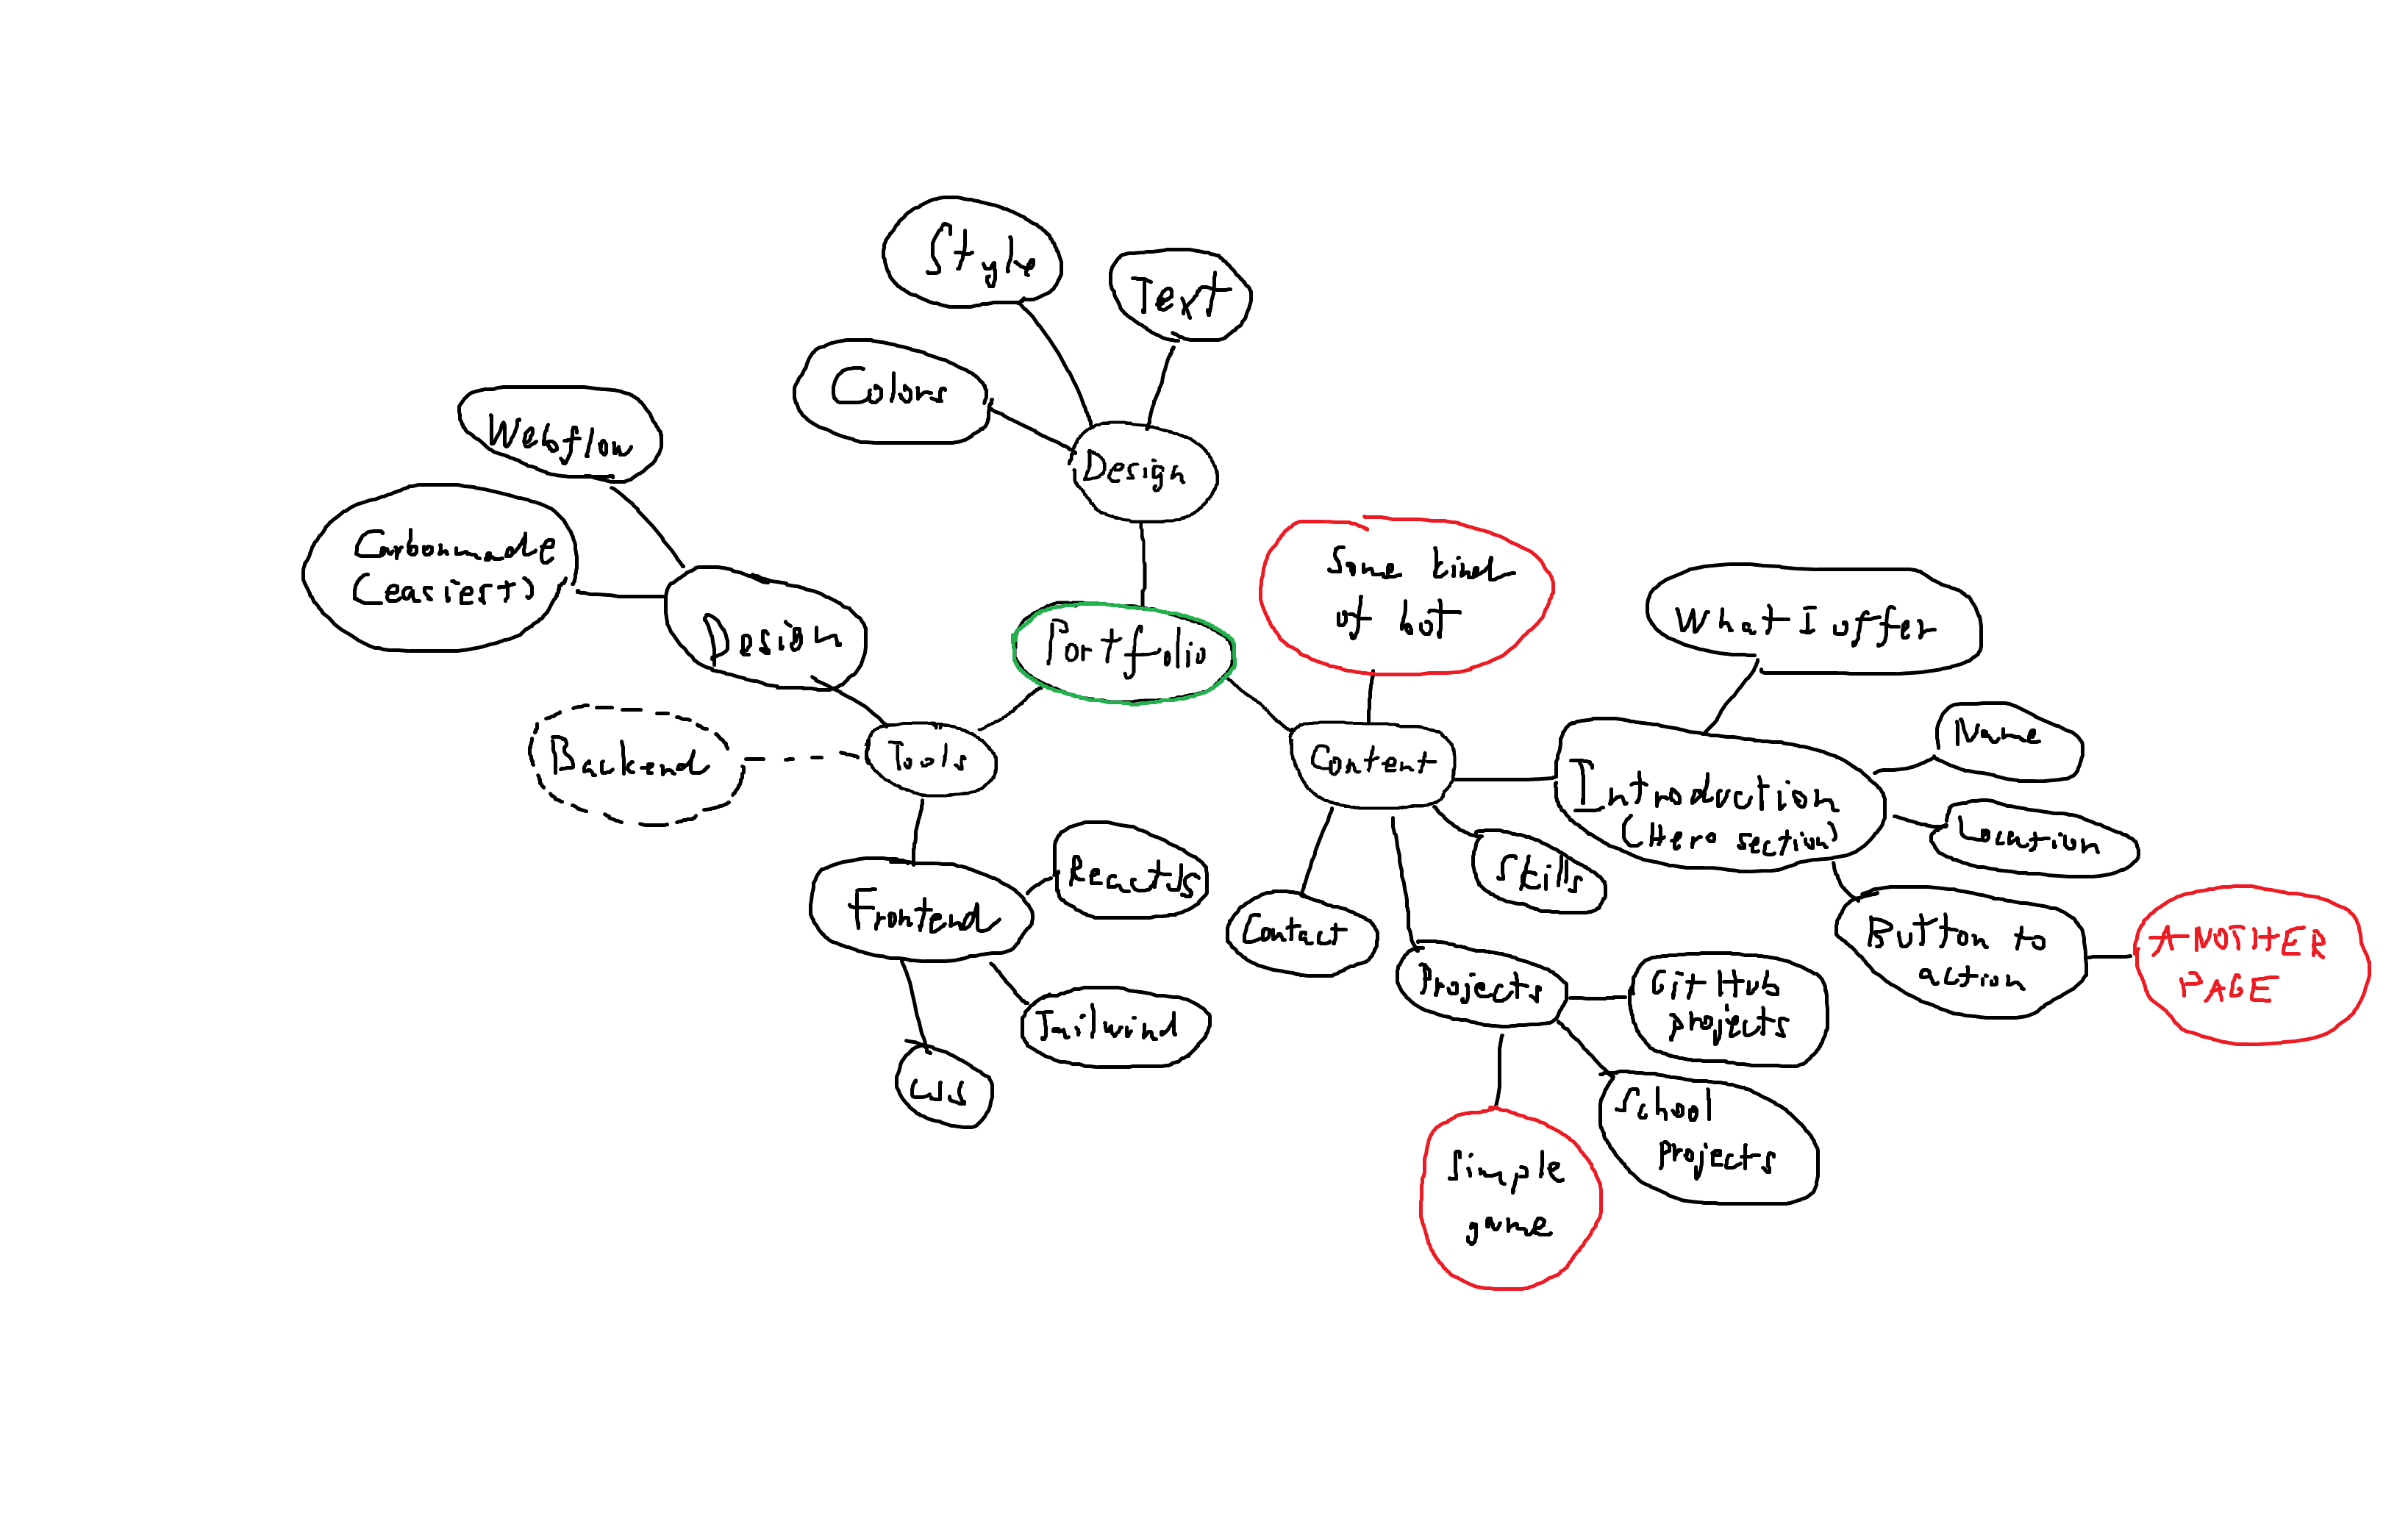 Style
Text
Colors
Webflow
Design
Carbonmade
(easiest)
Some kind
of bot
What I offer
Design
Portfolio
Name
Backend
Tools
Content
Introduction
(Hero section)
Location
ReactJS
Skills
Frontend
Contact
Button to
action
ANOTHER
PAGE
Projects
GitHub
projects
Tailwind
CSS
School
projects
Simple
game